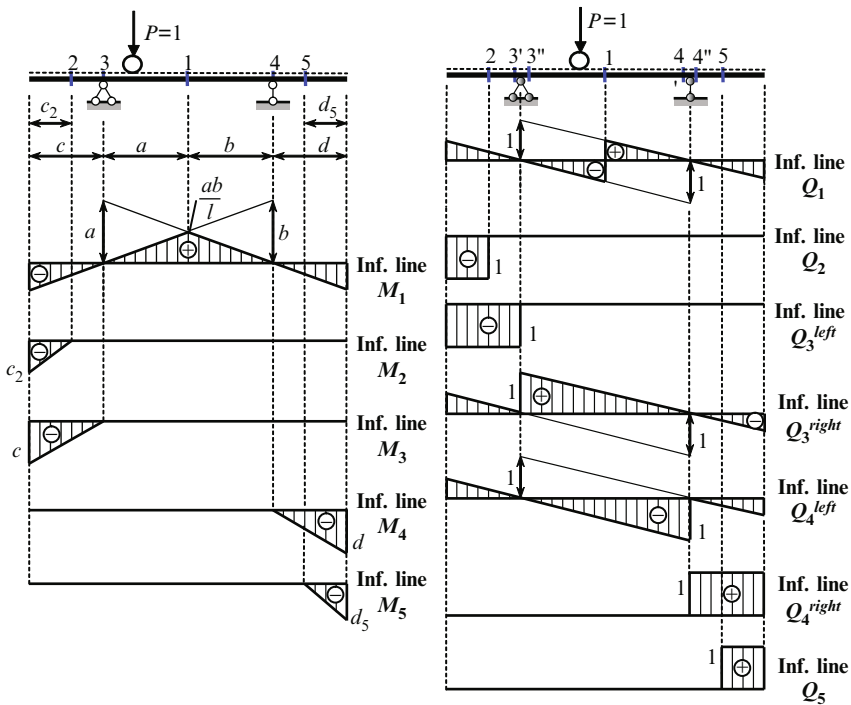 P=1
2 3 1 4 5
c2 d5
c a b d
ab
l
a b
+
−
Inf. line
M1
−
c2
Inf. line
M2
−
c
Inf. line
M3
−
d
Inf. line
M4
−
d5
Inf. line
M5
P=1
2 3' 3" 1 4 4" 5
'
1
+
−
1
Inf. line
Q1
−
1
Inf. line
Q2
−
1
Inf. line
Q3left
1
+
−
1
Inf. line
Q3right
1
−
1
Inf. line
Q4left
1
+
Inf. line
Q4right
1
+
Inf. line
Q5